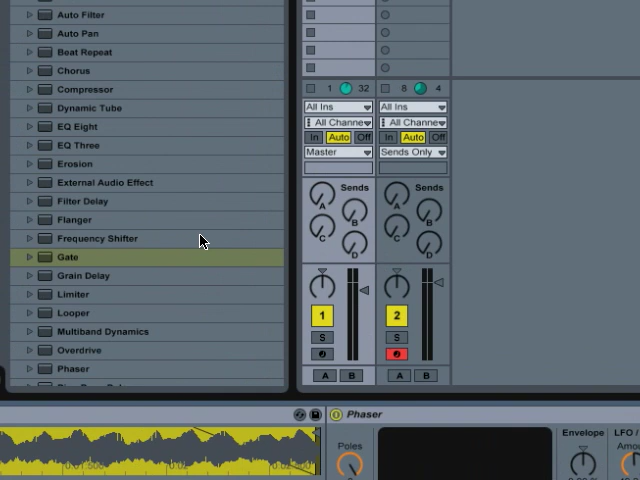 Auto Filter
Auto Pan
Beat Repeat
Chorus
Compressor
Dynamic Tube
EQ Eight
EQ Three
Erosion
External Audio Effect
Filter Delay
Flanger
Frequency Shifter
Gate
Grain Delay
Limiter
Looper
Multiband Dynamics
Overdrive
Phaser
1 32 8 4
All Ins All Ins
All Channe All Channe
In Auto Off In Auto Off
Master Sends Only
Sends Sends
A A
B B
C C
D D
1 2
S S
A B A B
Phaser
Poles
Envelope
LFO /
Amou